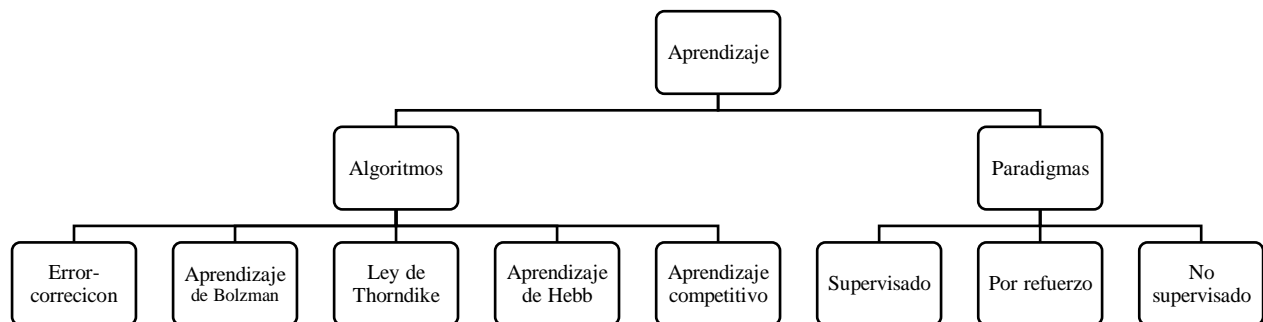 Aprendizaje
Algoritmos
Paradigmas
Error-
correcicon
Aprendizaje
de Bolzman
Ley de
Thorndike
Aprendizaje
de Hebb
Aprendizaje
competitivo
Supervisado
Por refuerzo
No
supervisado